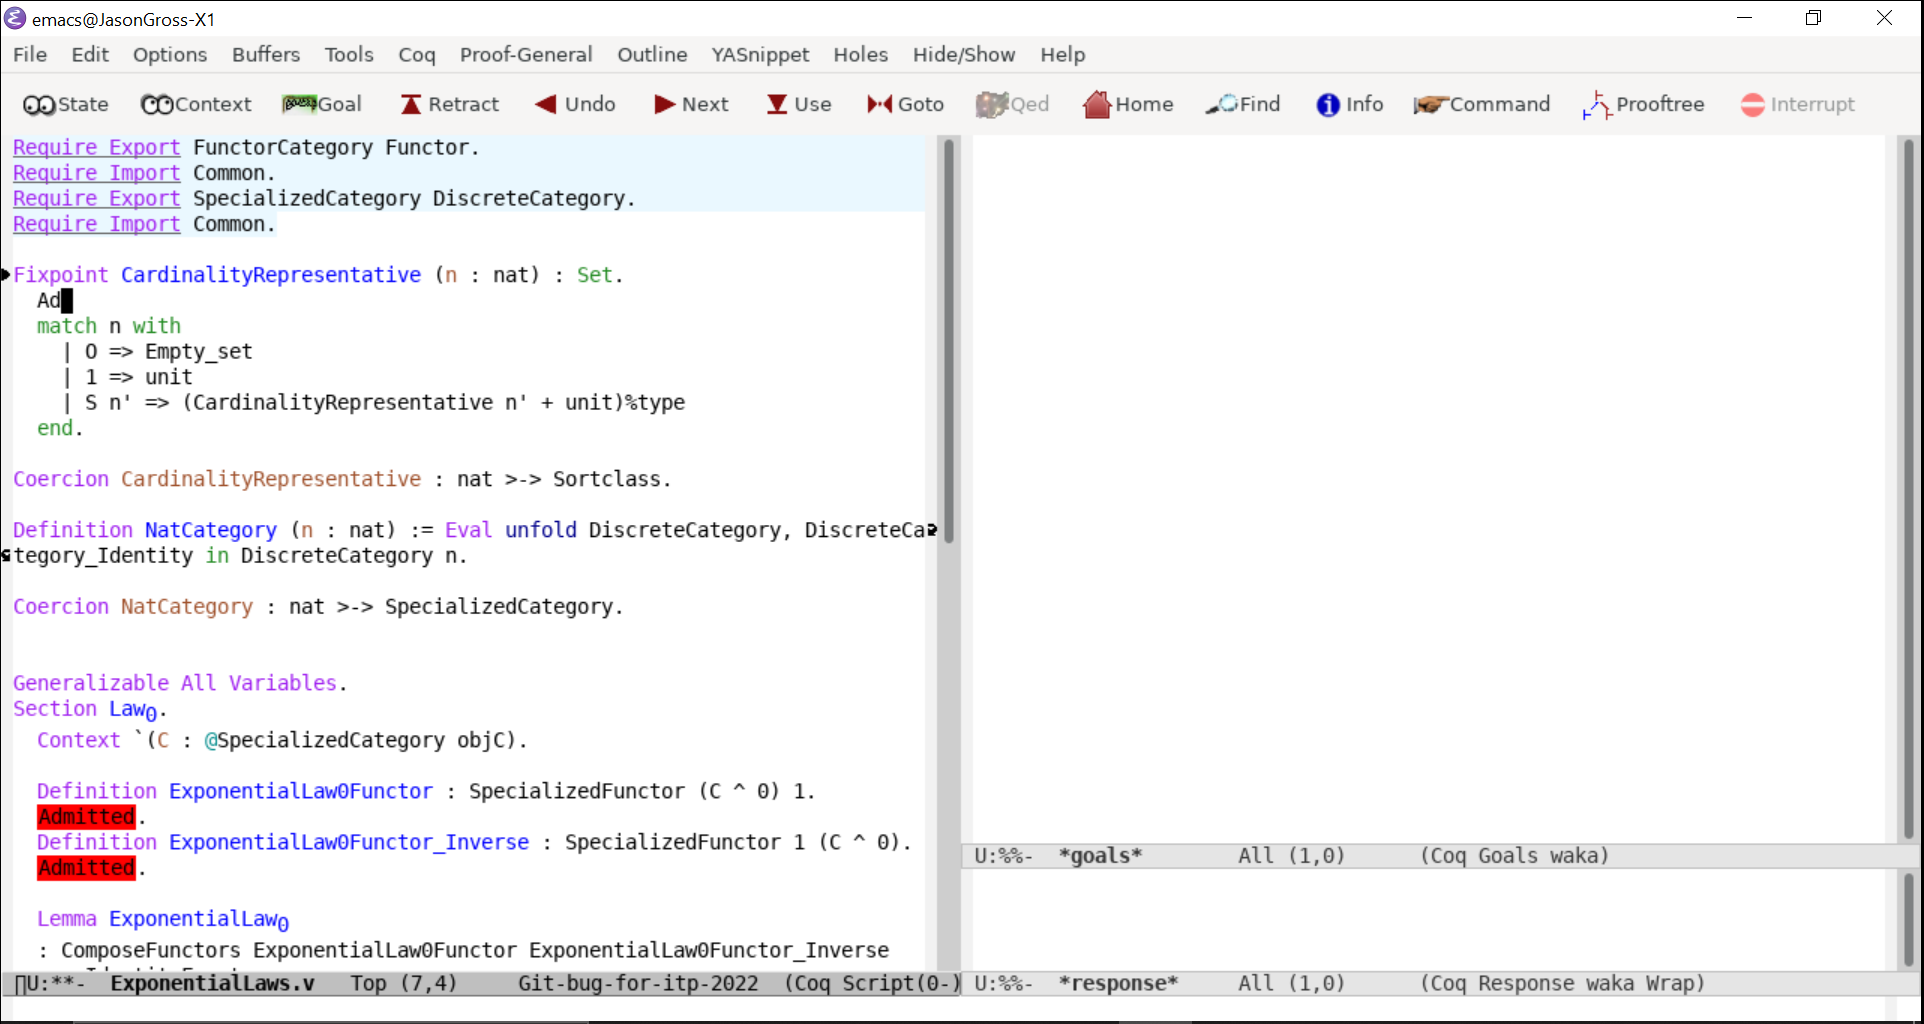 emacs@JasonGross-X1
File Edit Options Buffers Tools Coq Proof-General Outline YASnippet Holes Hide/Show Help
State Context Goal Retract Undo Next Use Goto Qed Home Find Info Command Prooftree Interrupt
Require Export FunctorCategory Functor.
Require Import Common.
Require Export SpecializedCategory DiscreteCategory.
Require Import Common.
Fixpoint CardinalityRepresentative (n : nat) : Set.
Ad
match n with
| O => Empty_set
| 1 => unit
| S n' => (CardinalityRepresentative n' + unit)%type
end.
Coercion CardinalityRepresentative : nat >-> Sortclass.
Definition NatCategory (n : nat) := Eval unfold DiscreteCategory, DiscreteCa
tegory_Identity in DiscreteCategory n.
Coercion NatCategory : nat >-> SpecializedCategory.
Generalizable All Variables.
Section Law₀.
Context `(C : @SpecializedCategory objC).
Definition ExponentialLaw0Functor : SpecializedFunctor (C ^ 0) 1.
Admitted.
Definition ExponentialLaw0Functor_Inverse : SpecializedFunctor 1 (C ^ 0).
Admitted.
Lemma ExponentialLaw₀
: ComposeFunctors ExponentialLaw0Functor ExponentialLaw0Functor_Inverse
U:**- ExponentialLaws.v Top (7,4) Git-bug-for-itp-2022 (Coq Script(0-)
U:%%- *goals* All (1,0) (Coq Goals waka)
U:%%- *response* All (1,0) (Coq Response waka Wrap)